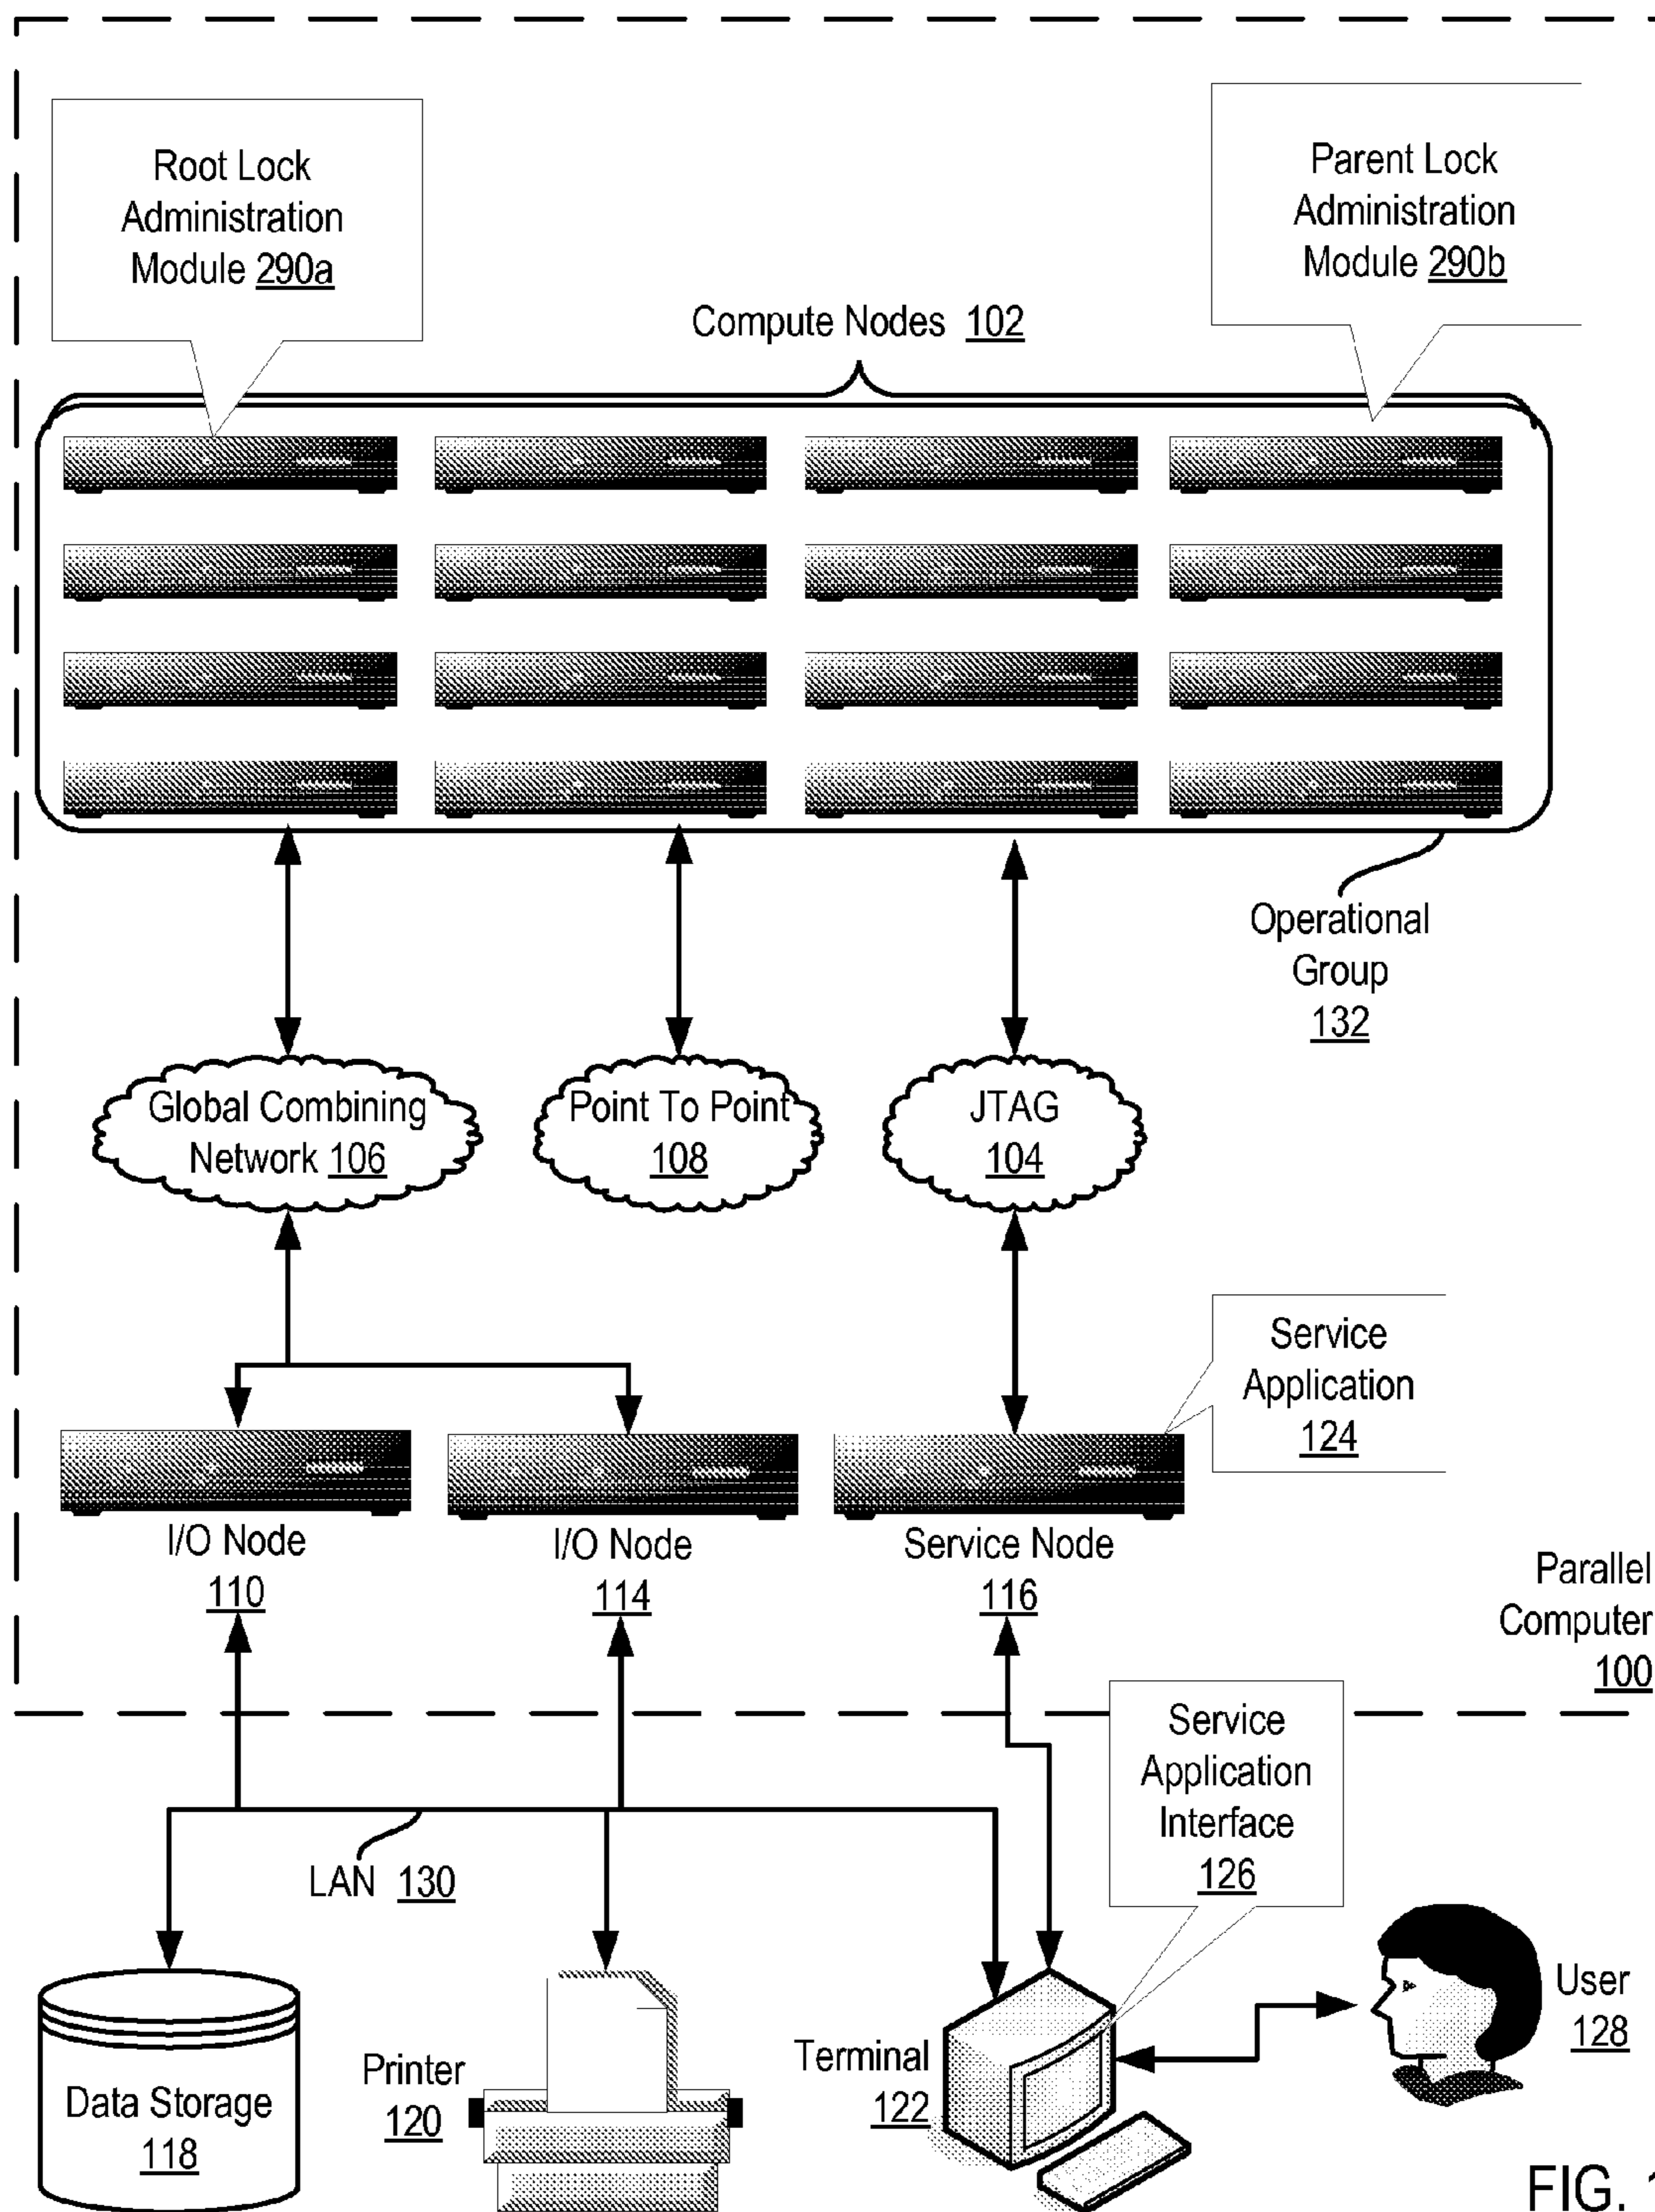 Root Lock
Administration
Module 290a
Parent Lock
Administration
Module 290b
Compute Nodes 102
Operational
Group
132
Global Combining
Network 106
Point To Point
108
JTAG
104
Service
Application
124
I/O Node
110
I/O Node
114
Service Node
116
Parallel
Computer
100
Service
Application
Interface
126
LAN 130
Data Storage
118
Printer
120
Terminal
122
User
128
FIG. 1